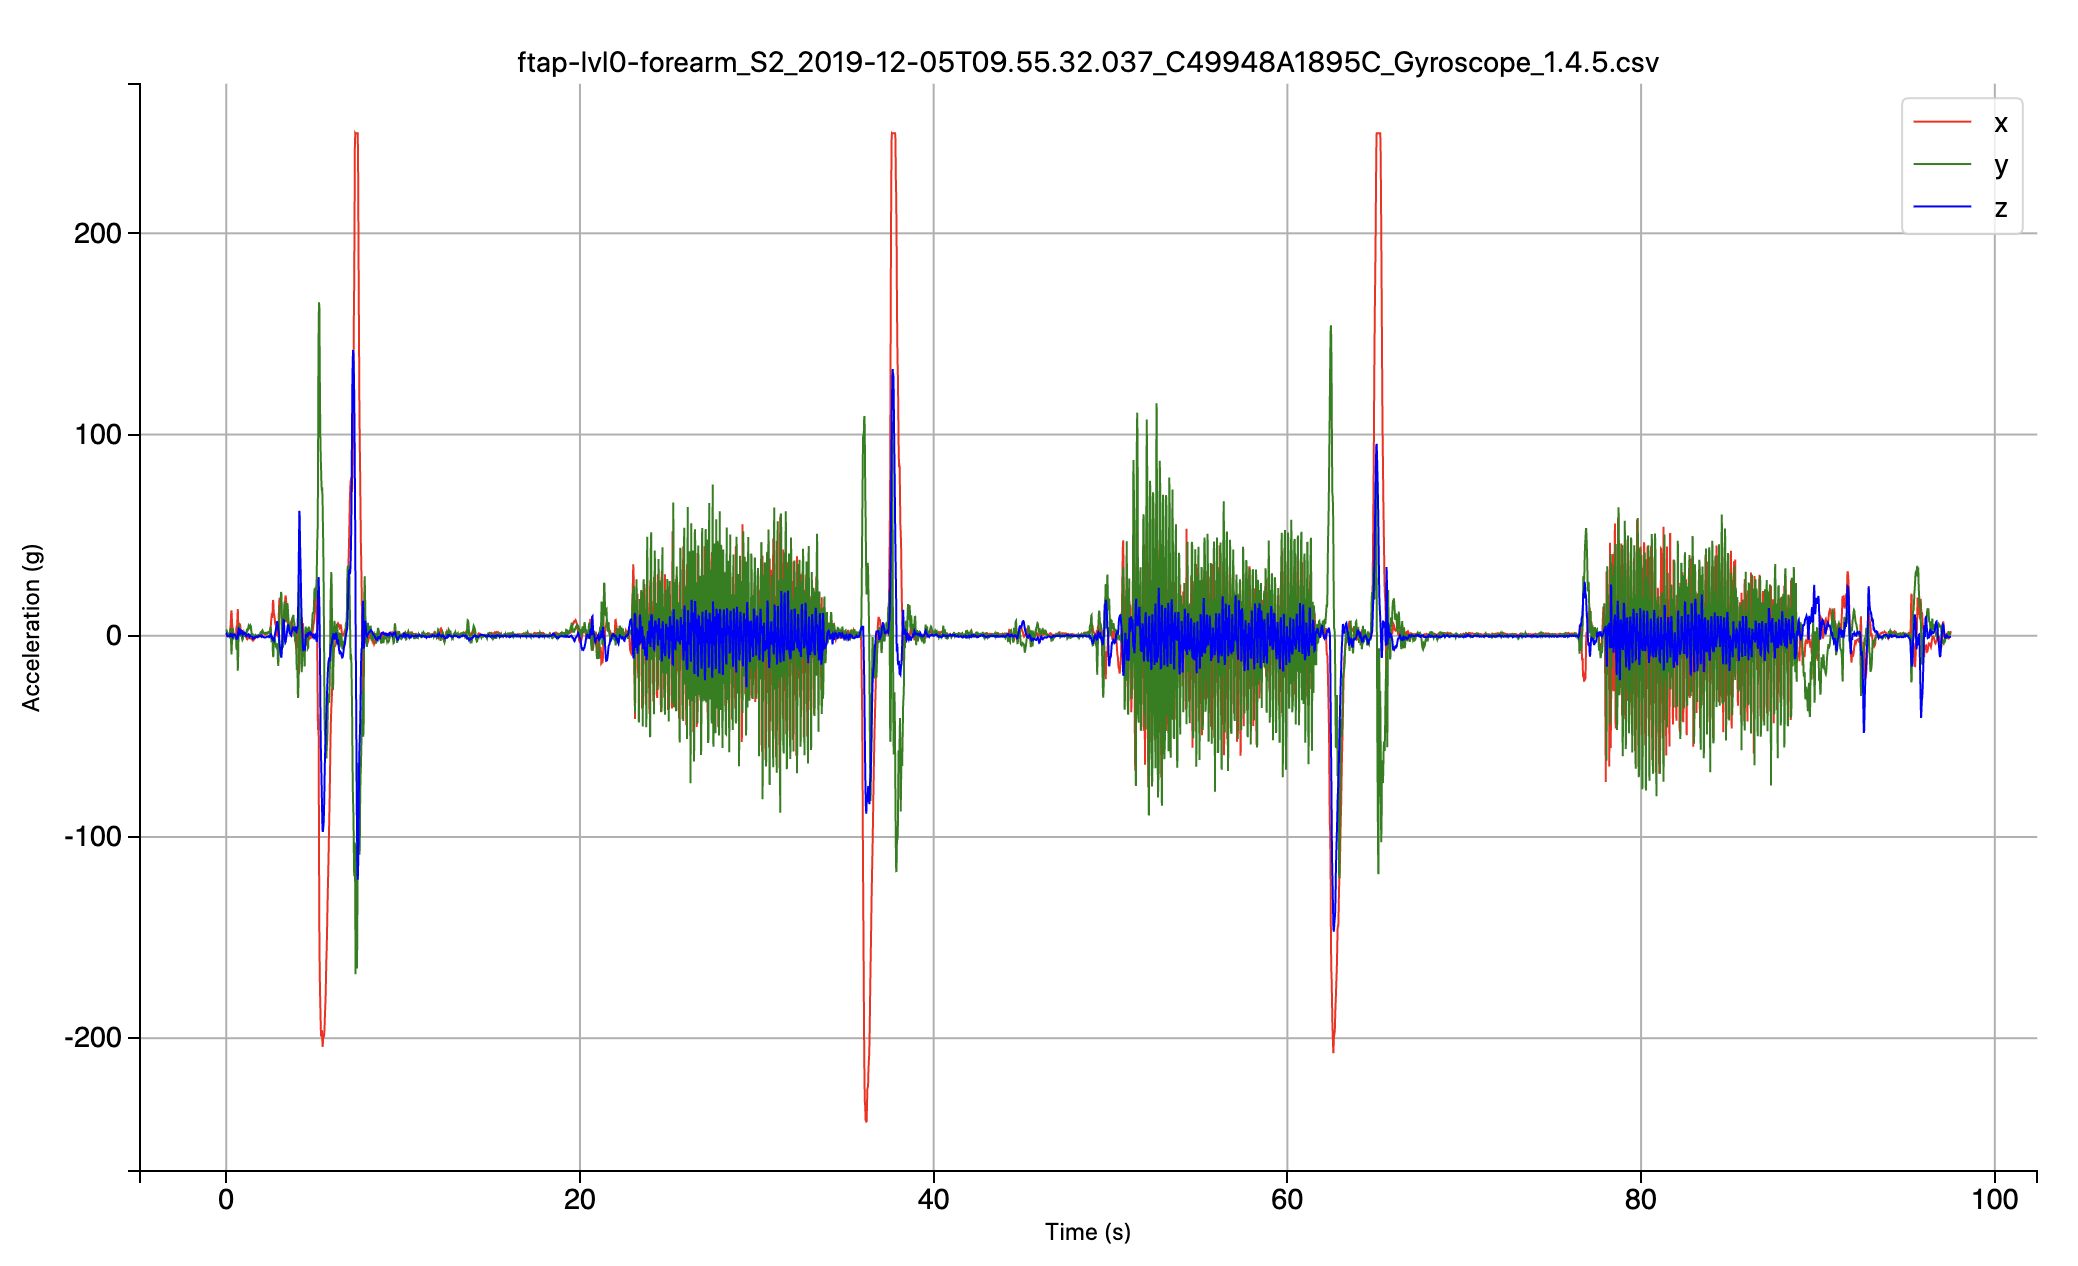 ftap-lvl0-forearm_S2_2019-12-05T09.55.32.037_C49948A1895C_Gyroscope_1.4.5.csv
x
y
z
200
100
0
-100
-200
Acceleration (g)
0 20 40 60 80 100
Time (s)